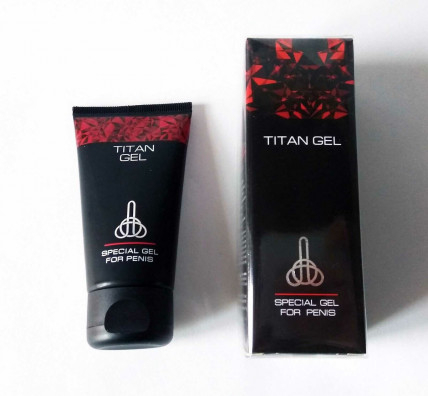 TITAN
GEL
SPECIAL GEL
FOR PENIS
TITAN GEL
SPECIAL GEL
FOR PENIS